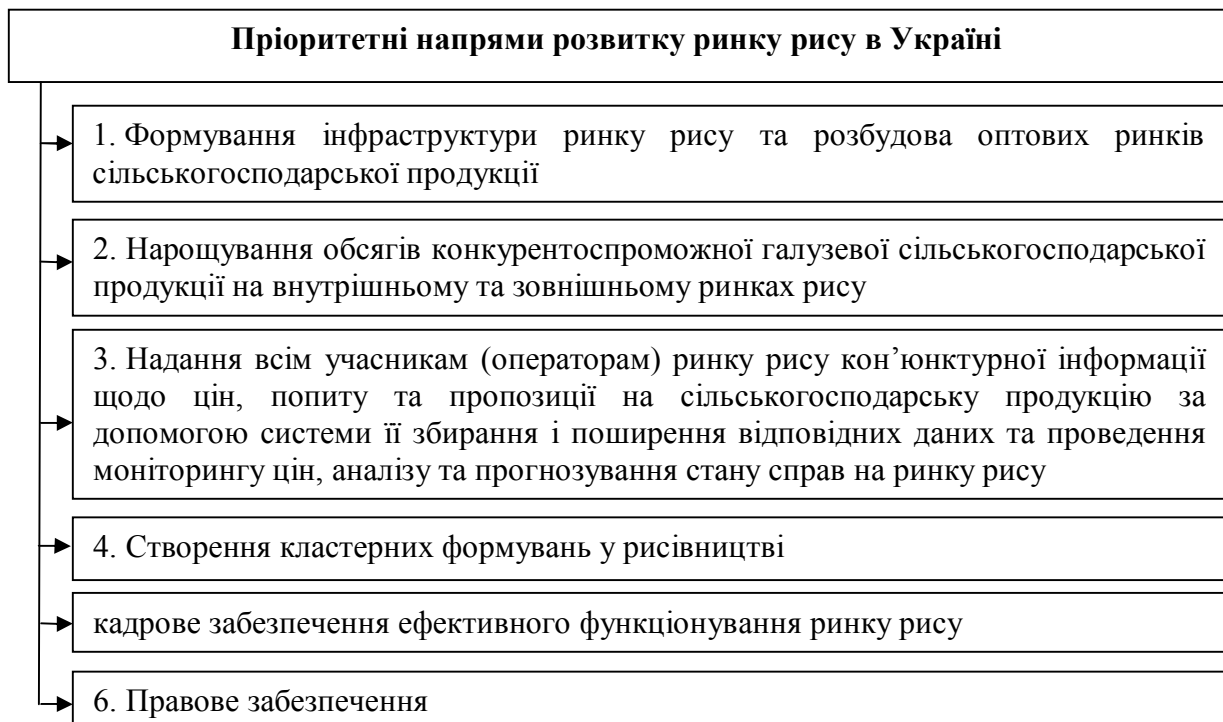 Пріоритетні напрями розвитку ринку рису в Україні
1. Формування інфраструктури ринку рису та розбудова оптових ринків
сільськогосподарської продукції
2. Нарощування обсягів конкурентоспроможної галузевої сільськогосподарської
продукції на внутрішньому та зовнішньому ринках рису
3. Надання всім учасникам (операторам) ринку рису кон’юнктурної інформації
щодо цін, попиту та пропозиції на сільськогосподарську продукцію за
допомогою системи її збирання і поширення відповідних даних та проведення
моніторингу цін, аналізу та прогнозування стану справ на ринку рису
4. Створення кластерних формувань у рисівництві
кадрове забезпечення ефективного функціонування ринку рису
6. Правове забезпечення